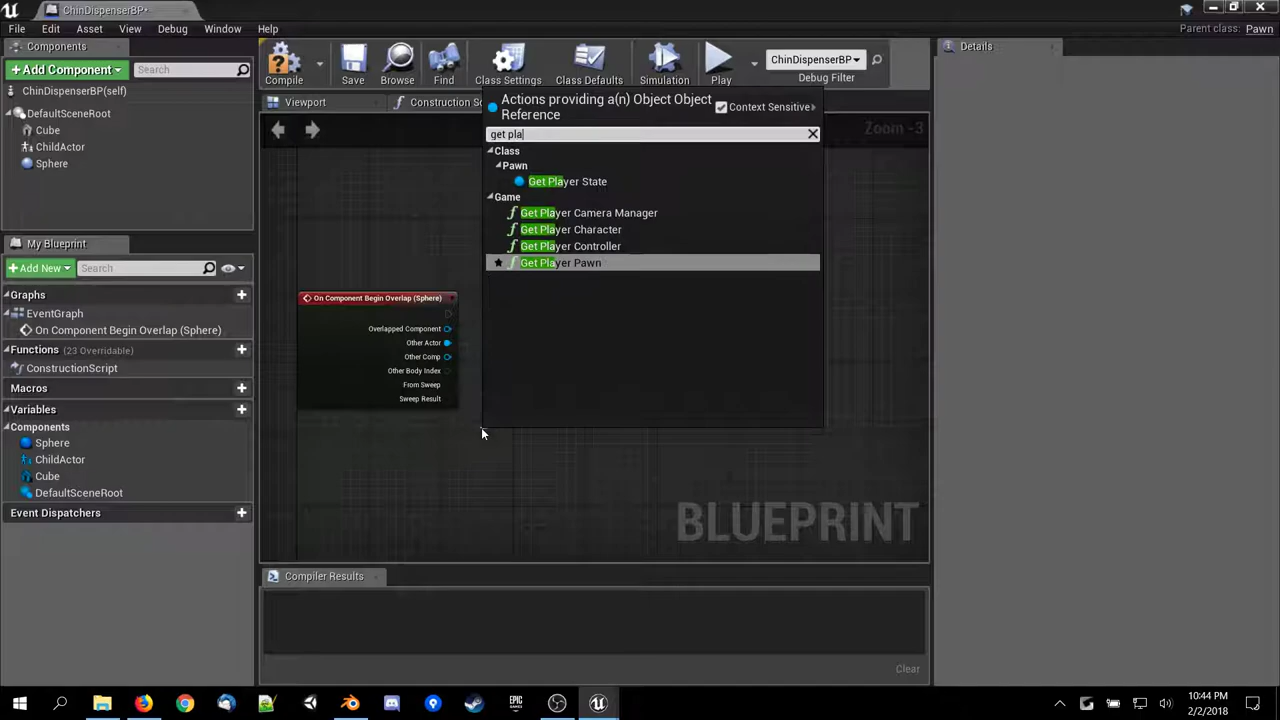 ChinDispenserBP*
File Edit Asset View Debug Window Help
Parent class: Pawn
Components
Add Component
Search
ChinDispenserBP(self)
DefaultSceneRoot
Cube
ChildActor
Sphere
My Blueprint
Add New
Search
Graphs
EventGraph
On Component Begin Overlap (Sphere)
Functions (23 Overridable)
ConstructionScript
Macros
Variables
Components
Sphere
ChildActor
Cube
DefaultSceneRoot
Event Dispatchers
Compile Save Browse Find Class Settings Class Defaults Simulation Play
ChinDispenserBP
Debug Filter
Viewport
Construction Sc
Zoom -3
Actions providing a(n) Object Object
Reference
Context Sensitive
get pla
Class
Pawn
Get Player State
Game
Get Player Camera Manager
Get Player Character
Get Player Controller
Get Player Pawn
On Component Begin Overlap (Sphere)
Overlapped Component
Other Actor
Other Comp
Other Body Index
From Sweep
Sweep Result
BLUEPRINT
Compiler Results
Clear
Details
EPIC
GAMES
10:44 PM
2/2/2018